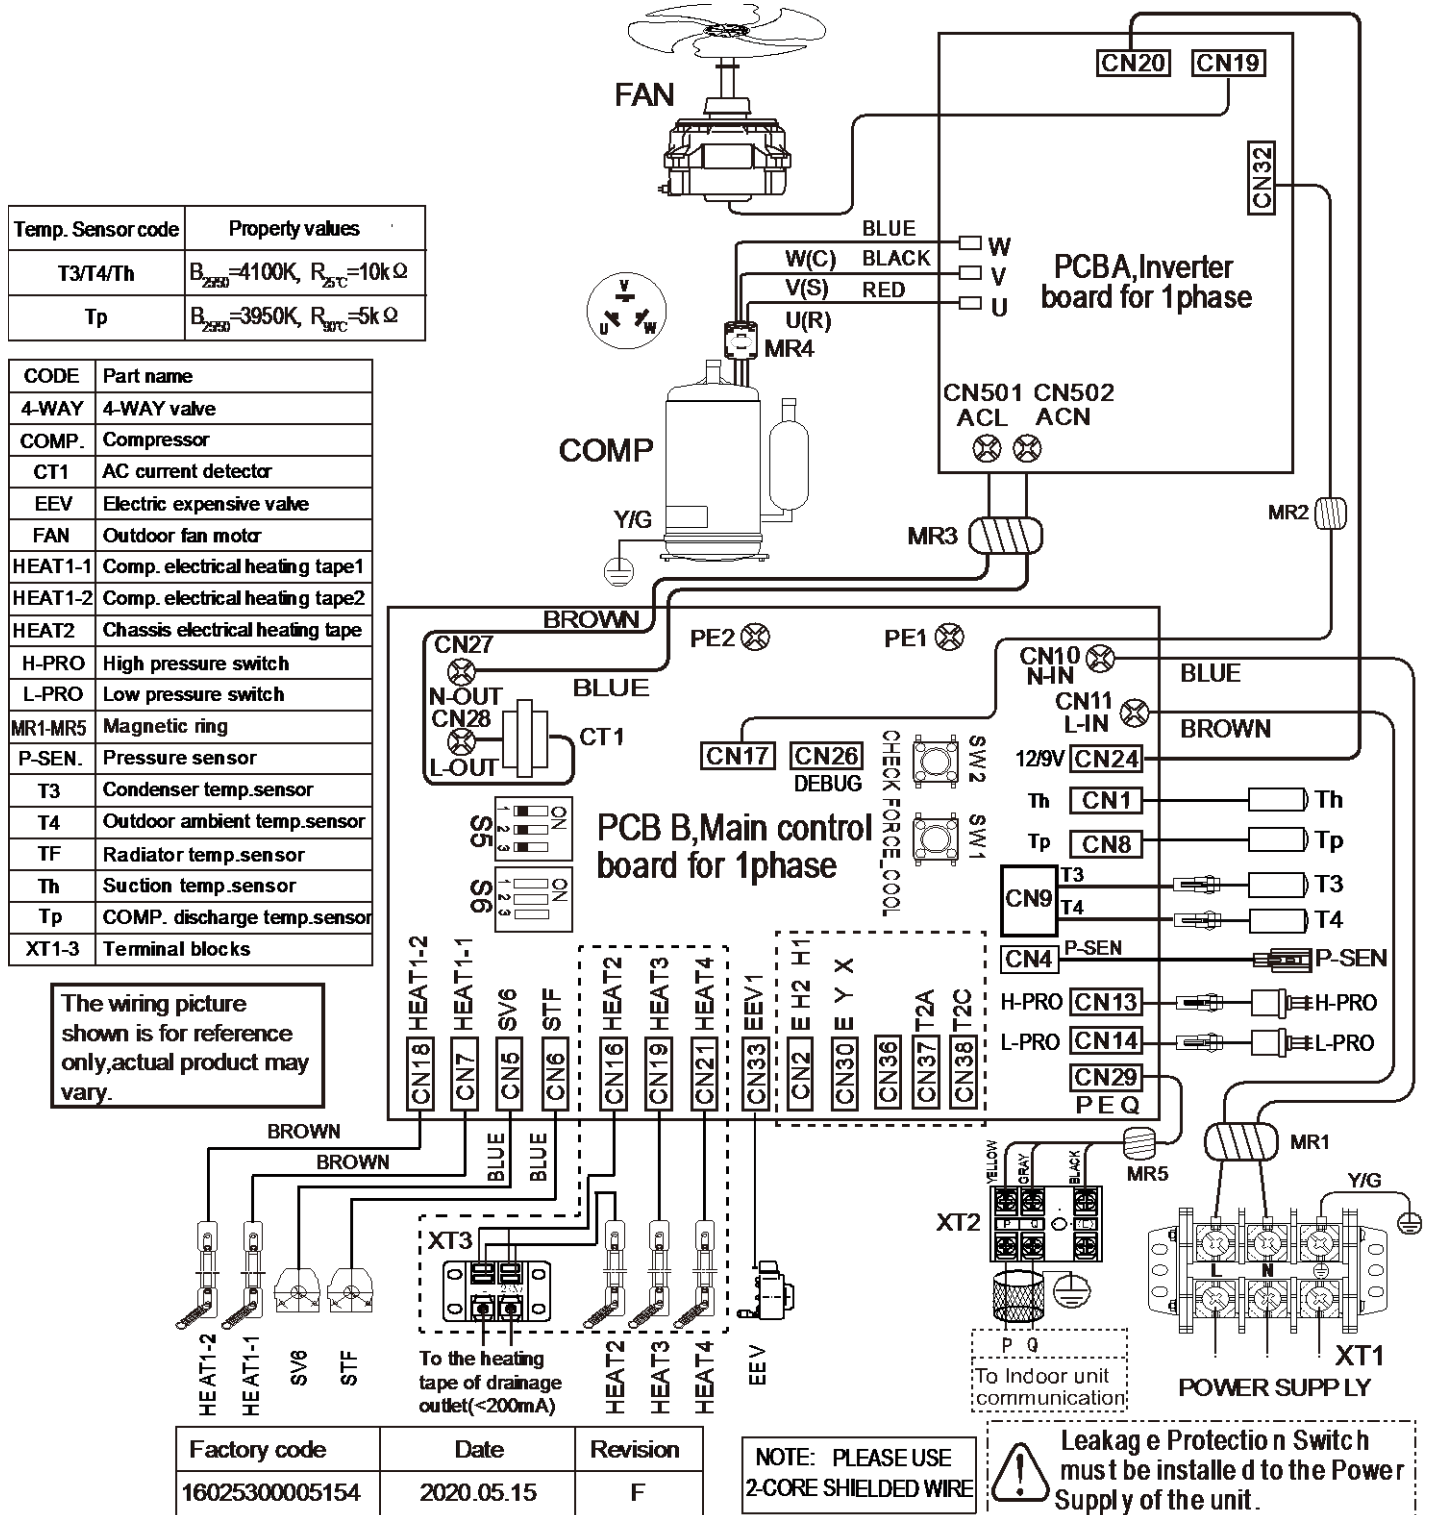 FAN
CN20 CN19
CN32
BLUE
W(C) BLACK
V(S) RED
U(R)
W
V
U
PCBA,Inverter
board for 1phase
V
U W
MR4
CN501 CN502
ACL ACN
COMP
Y/G
MR3
MR2
Temp. Sensor code Property values
T3/T4/Th B25/50=4100K, R25℃=10kΩ
Tp B25/50=3950K, R90℃=5kΩ
CODE Part name
4-WAY 4-WAY valve
COMP. Compressor
CT1 AC current detector
EEV Electric expensive valve
FAN Outdoor fan motor
HEAT1-1 Comp. electrical heating tape1
HEAT1-2 Comp. electrical heating tape2
HEAT2 Chassis electrical heating tape
H-PRO High pressure switch
L-PRO Low pressure switch
MR1-MR5 Magnetic ring
P-SEN. Pressure sensor
T3 Condenser temp.sensor
T4 Outdoor ambient temp.sensor
TF Radiator temp.sensor
Th Suction temp.sensor
Tp COMP. discharge temp.sensor
XT1-3 Terminal blocks
The wiring picture
shown is for reference
only,actual product may
vary.
BROWN
CN27
N-OUT
BLUE
CN28
L-OUT
CT1
PE2
PE1
CN10
N-IN
BLUE
CN11
L-IN
BROWN
CN17 CN26
DEBUG
CHECK FORCE_COOL
SW2
SW1
S5
ON
1 2 3
S6
ON
1 2 3
PCB B,Main control
board for 1phase
12/9V CN24
Th CN1 Th
Tp CN8 Tp
CN9 T3 T3
T4 T4
CN4 P-SEN P-SEN
H-PRO CN13 H-PRO
L-PRO CN14 L-PRO
CN29
P E Q
CN18 HEAT1-2
CN7 HEAT1-1
CN5 SV6
CN6 STF
CN16 HEAT2
CN19 HEAT3
CN21 HEAT4
CN33 EEV1
CN2 E H2 H1
CN30 E Y X
CN36
CN37 T2A
CN38 T2C
BROWN
BROWN
BLUE
BLUE
XT3
HEAT1-2
HEAT1-1
SV6
STF
To the heating
tape of drainage
outlet(<200mA)
HEAT2
HEAT3
HEAT4
EEV
YELLOW
GRAY
BLACK
MR5
XT2
P Q
P Q
To Indoor unit
communication
MR1
Y/G
L N
XT1
POWER SUPPLY
Factory code Date Revision
16025300005154 2020.05.15 F
NOTE: PLEASE USE
2-CORE SHIELDED WIRE
Leakage Protection Switch
must be installed to the Power
Supply of the unit.